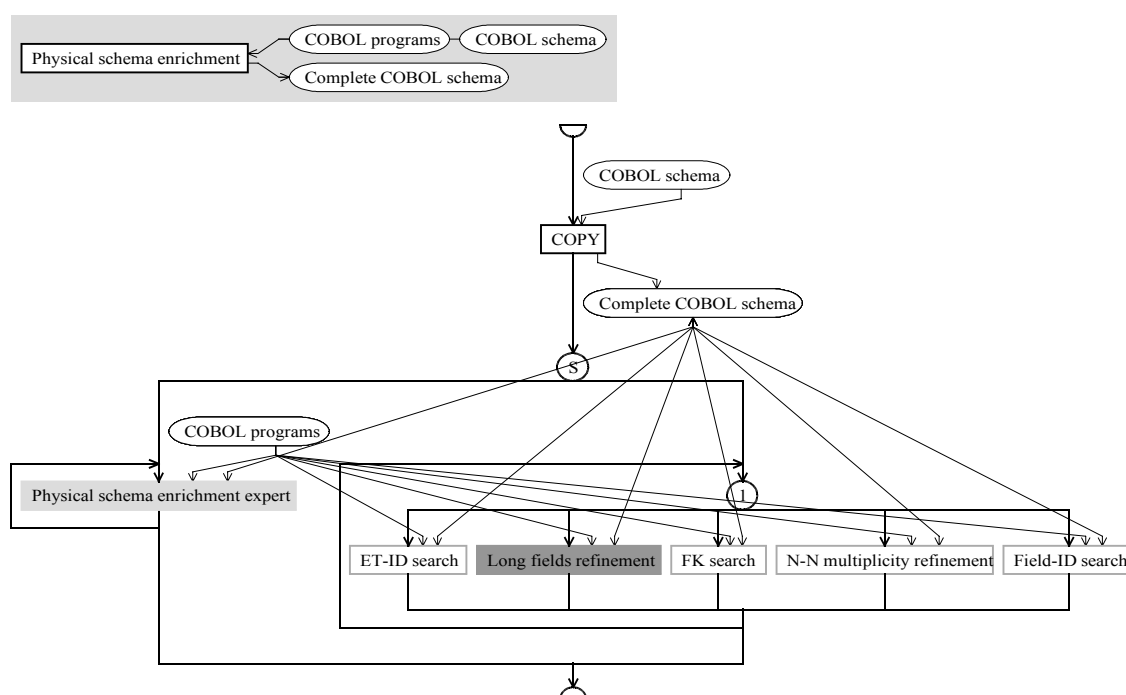 COBOL programs
COBOL schema
Physical schema enrichment
Complete COBOL schema
COBOL schema
COPY
Complete COBOL schema
S
COBOL programs
Physical schema enrichment expert
1
ET-ID search
Long fields refinement
FK search
N-N multiplicity refinement
Field-ID search